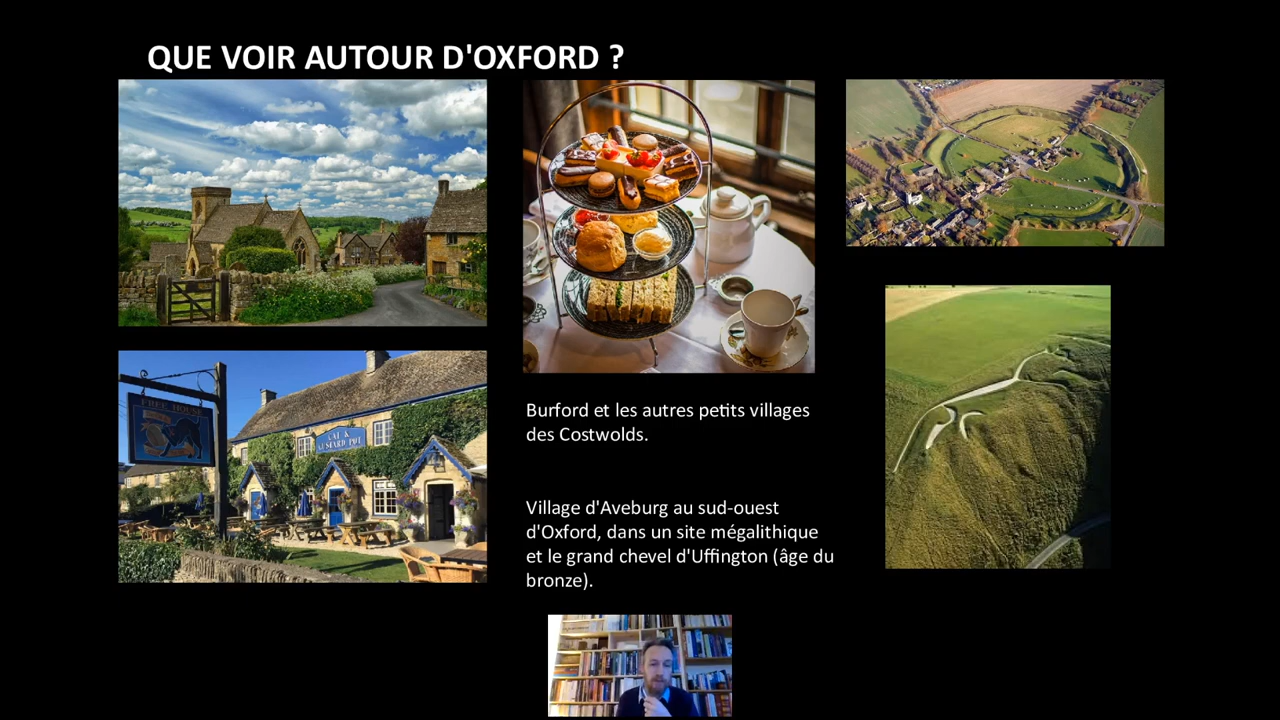 QUE VOIR AUTOUR D'OXFORD ?
FREE HOUSE
CAT &
CUSTARD POT
Burford et les autres petits villages
des Costwolds.
Village d'Aveburg au sud-ouest
d'Oxford, dans un site mégalithique
et le grand chevel d'Uffington (âge du
bronze).